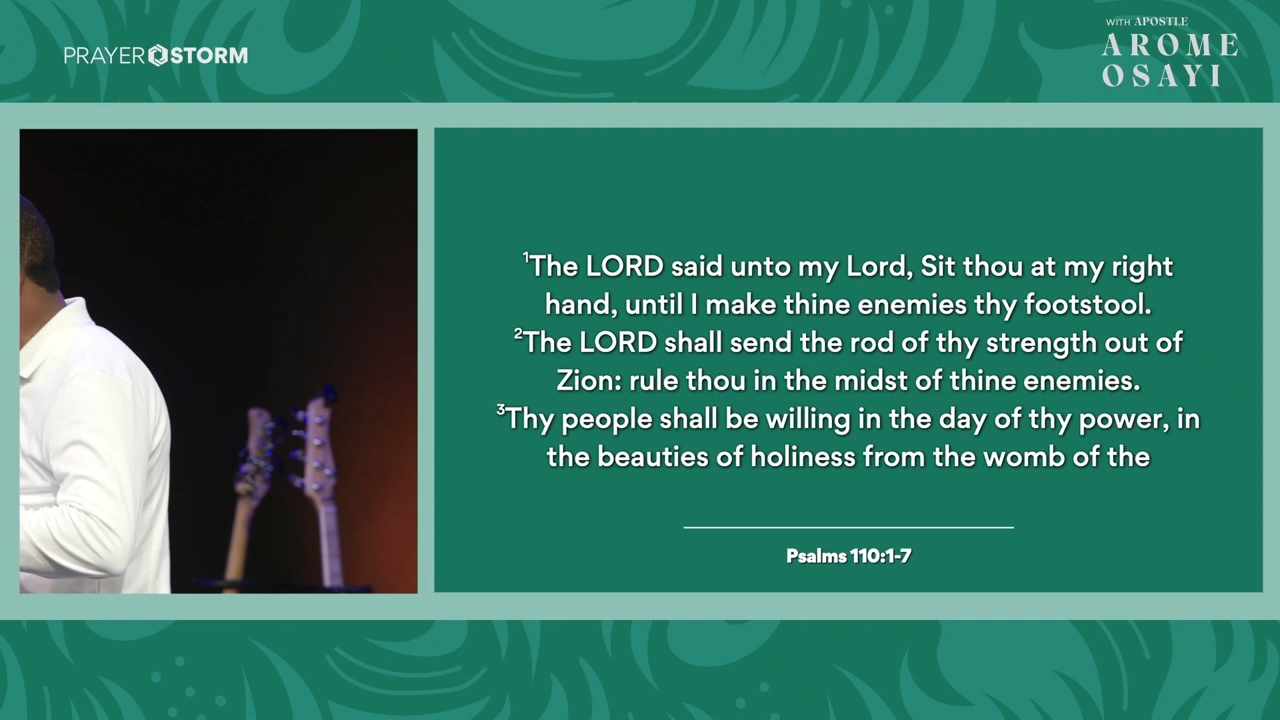 PRAYER STORM
WITH APOSTLE
AROME
OSAYI
¹The LORD said unto my Lord, Sit thou at my right
hand, until I make thine enemies thy footstool.
²The LORD shall send the rod of thy strength out of
Zion: rule thou in the midst of thine enemies.
³Thy people shall be willing in the day of thy power, in
the beauties of holiness from the womb of the
Psalms 110:1-7